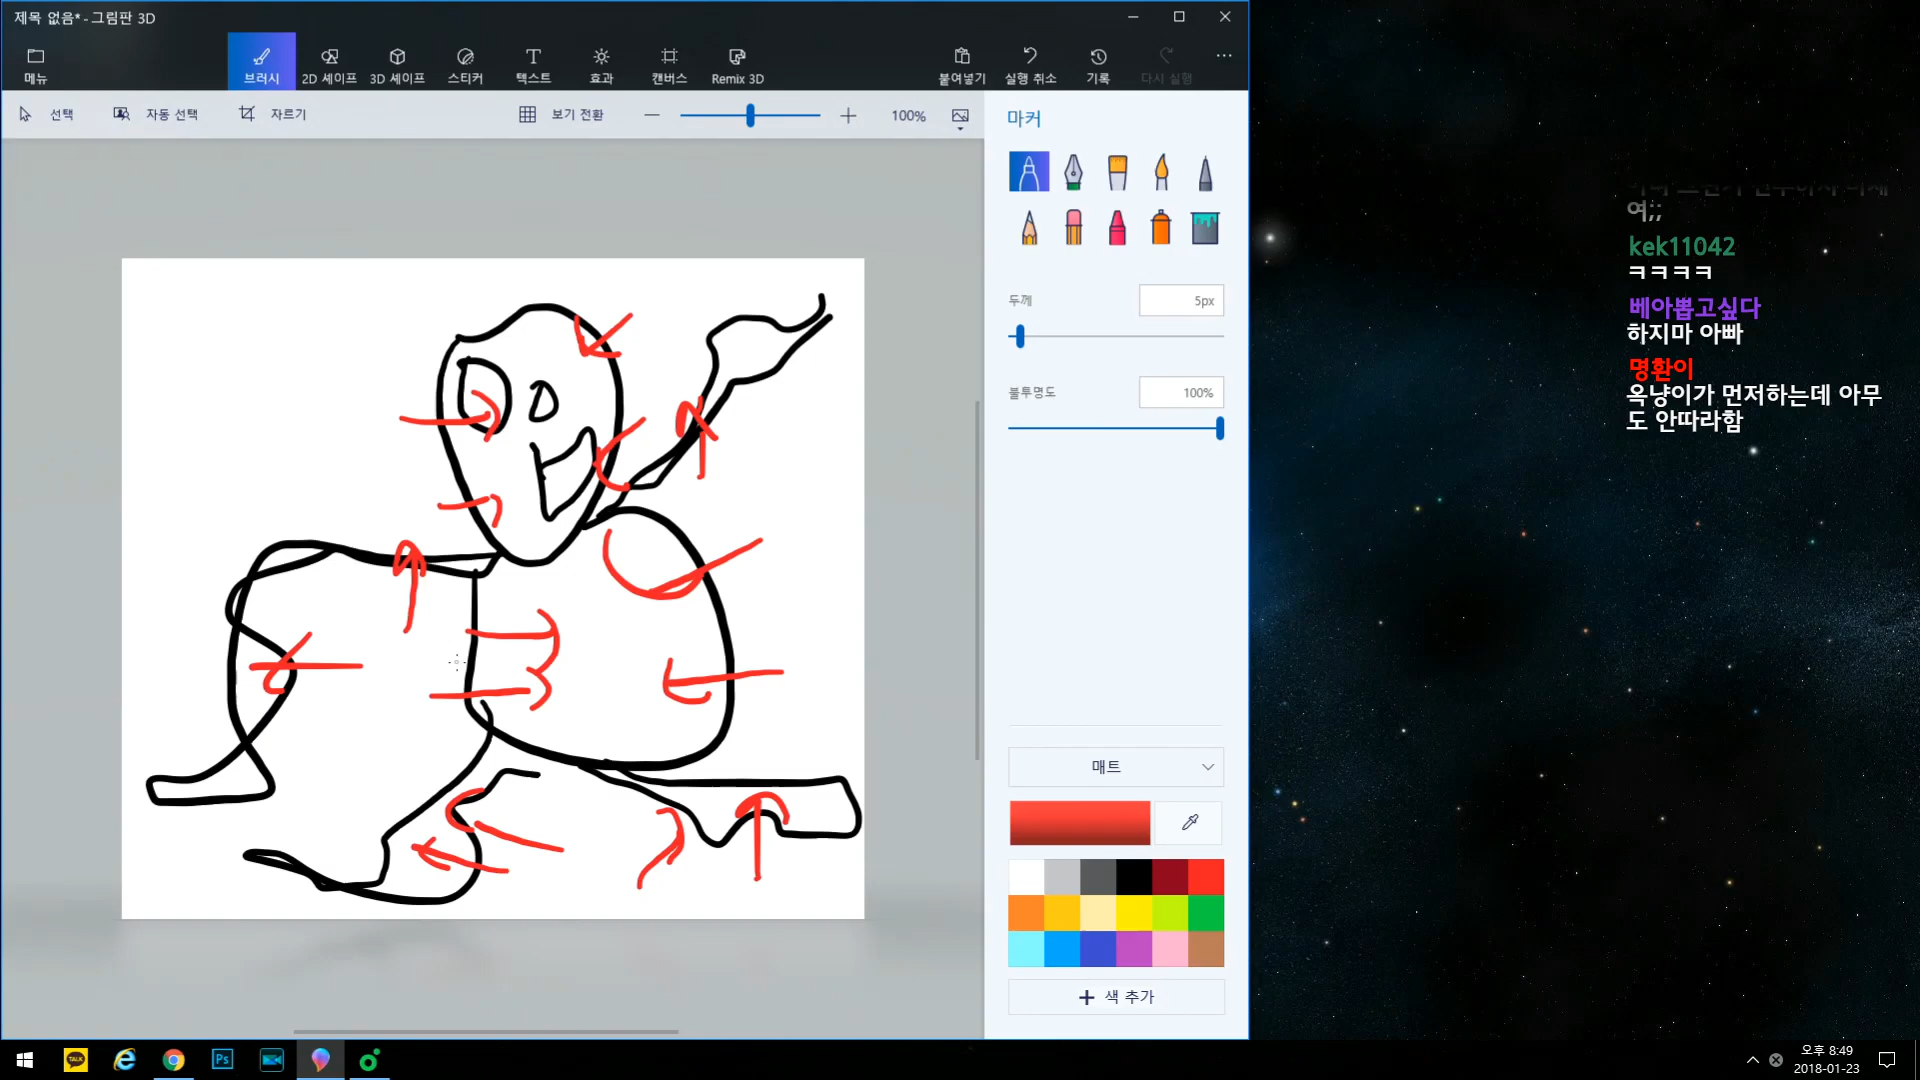 제목 없음* - 그림판 3D
메뉴
브러시
2D 셰이프
3D 셰이프
스티커
텍스트
효과
캔버스
Remix 3D
붙여넣기
실행 취소
기록
다시 실행
선택
자동 선택
자르기
보기 전환
100%
마커
두께
5px
불투명도
100%
매트
색 추가
여;;
kek11042
ㅋㅋㅋㅋ
베아뽑고싶다
하지마 아빠
명환이
옥냥이가 먼저하는데 아무
도 안따라함
TALK
Ps
오후 8:49
2018-01-23